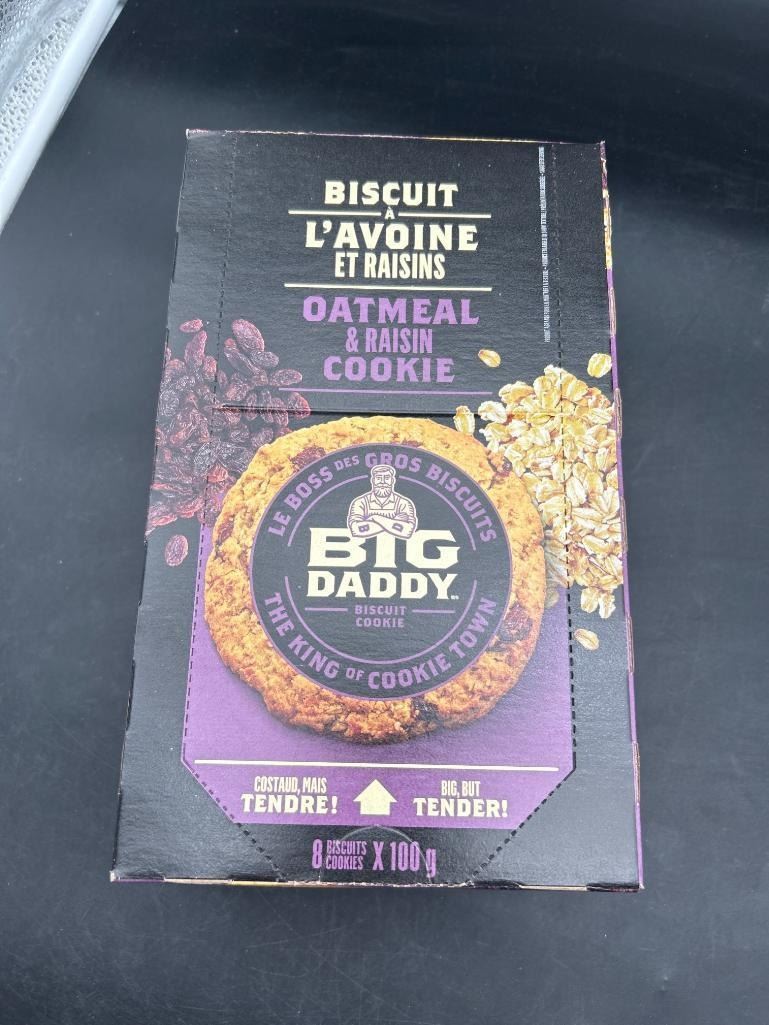 BISCUIT
À
L'AVOINE
ET RAISINS
OATMEAL
& RAISIN
COOKIE
LE BOSS DES GROS BISCUITS
BIG
DADDY
BISCUIT
COOKIE
THE KING OF COOKIE TOWN
COSTAUD, MAIS
TENDRE!
BIG, BUT
TENDER!
8 BISCUITS
COOKIES X 100 g